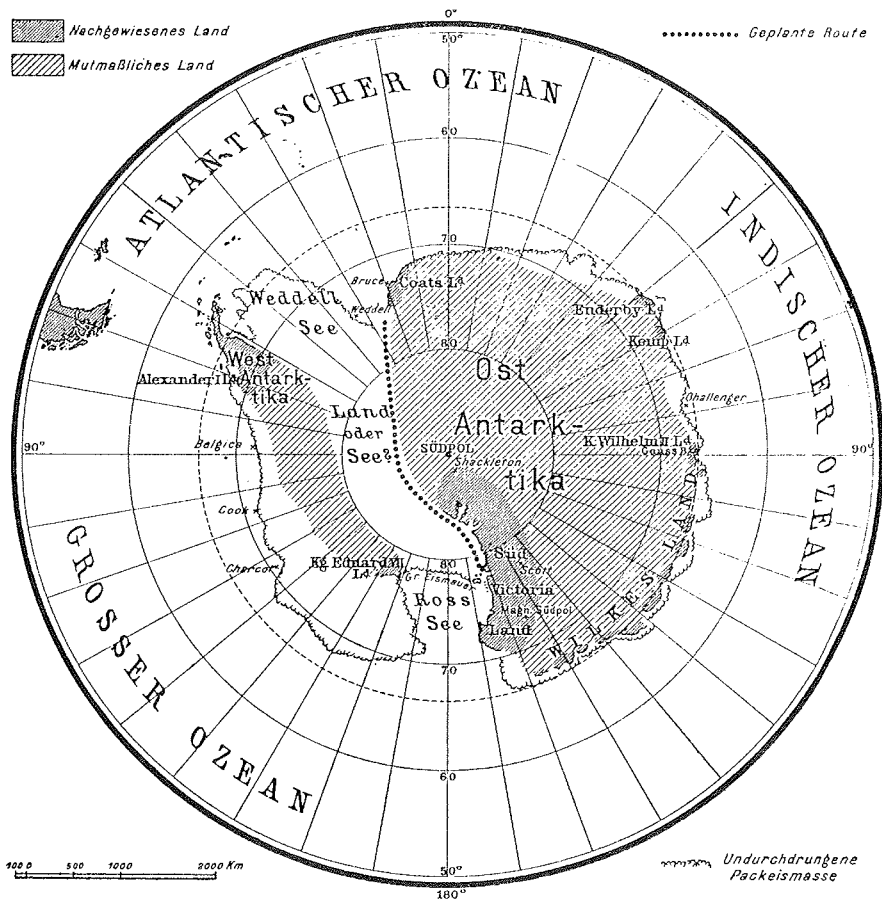 0°
50°
Nachgewiesenes Land
Mutmaßliches Land
Geplante Route
ATLANTISCHER OZEAN
60
INDISCHER OZEAN
70
Bruce
Coats Ld
Weddell
See
Weddell
Enderby Ld
Kemp Ld
80
West
Antark-
tika
Alexander I Ld
Ost
Antark-
tika
Land
oder
See?
Challenger
90°
Belgica
SÜDPOL
Shackleton
K. Wilhelm II Ld
Gauss Bg
90°
Cook
WILKES LAND
Charcot
Kg Eduard VII
Ld
80
Gr. Eismauer
Süd
Scott
Victoria
Magn. Südpol
Land
Ross
See
GROSSER OZEAN
70
60
100 0 500 1000 2000 Km
50°
180°
Undurchdrungene
Packeismasse